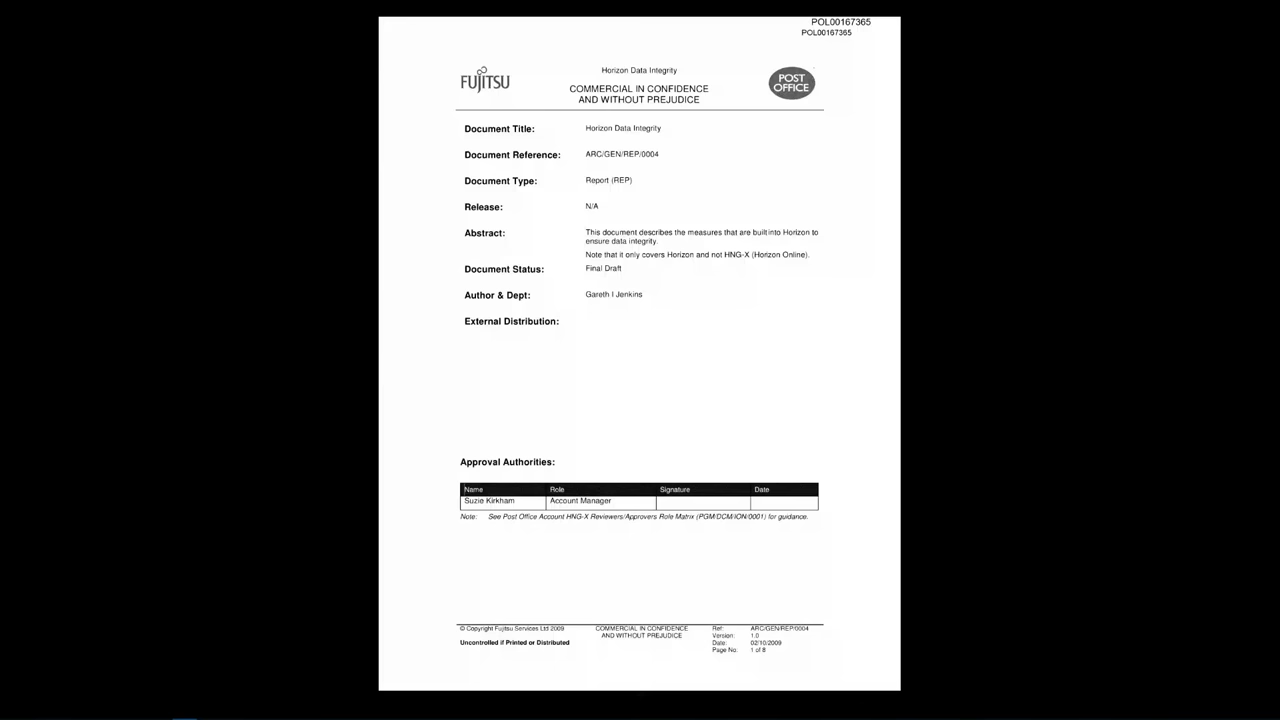 POL00167365
POL00167365
FUJITSU
Horizon Data Integrity
COMMERCIAL IN CONFIDENCE
AND WITHOUT PREJUDICE
POST
OFFICE
Document Title: Horizon Data Integrity
Document Reference: ARC/GEN/REP/0004
Document Type: Report (REP)
Release: N/A
Abstract: This document describes the measures that are built into Horizon to
ensure data integrity.
Note that it only covers Horizon and not HNG-X (Horizon Online).
Document Status: Final Draft
Author & Dept: Gareth I Jenkins
External Distribution:
Approval Authorities:
Name Role Signature Date
Suzie Kirkham Account Manager
Note: See Post Office Account HNG-X Reviewers/Approvers Role Matrix (PGM/DCM/ION/0001) for guidance.
© Copyright Fujitsu Services Ltd 2009 COMMERCIAL IN CONFIDENCE Ref: ARC/GEN/REP/0004
AND WITHOUT PREJUDICE Version: 1.0
Uncontrolled if Printed or Distributed Date: 02/10/2009
Page No. 1 of 8